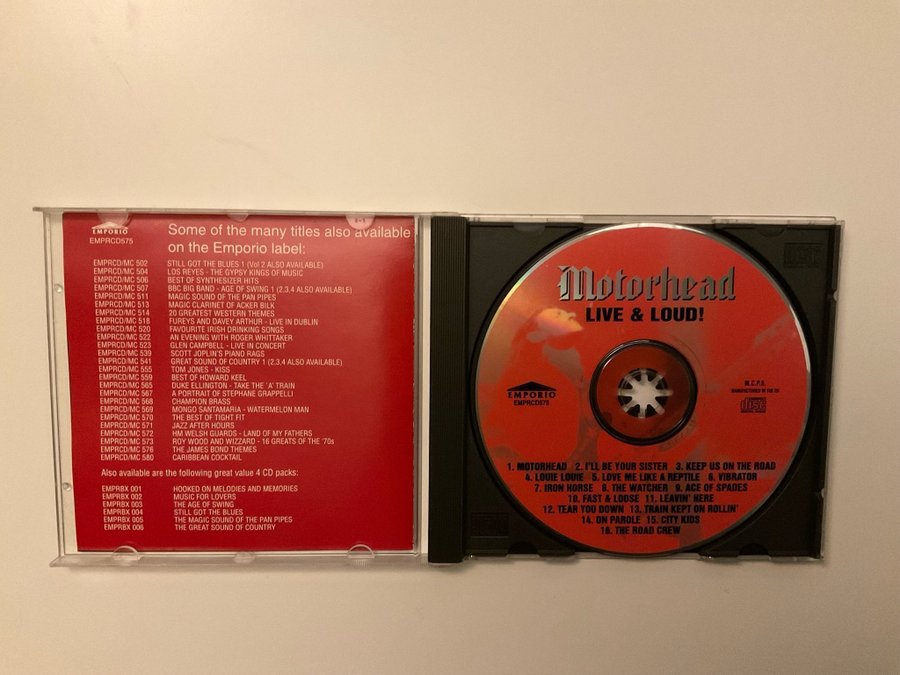 EMPORIO
EMPRCD575
Some of the many titles also available
on the Emporio label:
EMPRCD/MC 502 STILL GOT THE BLUES 1 (Vol 2 ALSO AVAILABLE)
EMPRCD/MC 504 LOS REYES - THE GYPSY KINGS OF MUSIC
EMPRCD/MC 506 BEST OF SYNTHESIZER HITS
EMPRCD/MC 507 BBC BIG BAND - AGE OF SWING 1 (2,3,4 ALSO AVAILABLE)
EMPRCD/MC 511 MAGIC SOUND OF THE PAN PIPES
EMPRCD/MC 513 MAGIC CLARINET OF ACKER BILK
EMPRCD/MC 514 20 GREATEST WESTERN THEMES
EMPRCD/MC 518 FUREYS AND DAVEY ARTHUR - LIVE IN DUBLIN
EMPRCD/MC 520 FAVOURITE IRISH DRINKING SONGS
EMPRCD/MC 522 AN EVENING WITH ROGER WHITTAKER
EMPRCD/MC 523 GLEN CAMPBELL - LIVE IN CONCERT
EMPRCD/MC 539 SCOTT JOPLIN'S PIANO RAGS
EMPRCD/MC 541 GREAT SOUND OF COUNTRY 1 (2,3,4 ALSO AVAILABLE)
EMPRCD/MC 555 TOM JONES - KISS
EMPRCD/MC 559 BEST OF HOWARD KEEL
EMPRCD/MC 565 DUKE ELLINGTON - TAKE THE 'A' TRAIN
EMPRCD/MC 567 A PORTRAIT OF STEPHANE GRAPPELLI
EMPRCD/MC 568 CHAMPION BRASS
EMPRCD/MC 569 MONGO SANTAMARIA - WATERMELON MAN
EMPRCD/MC 570 THE BEST OF TIGHT FIT
EMPRCD/MC 571 JAZZ AFTER HOURS
EMPRCD/MC 572 HM WELSH GUARDS - LAND OF MY FATHERS
EMPRCD/MC 573 ROY WOOD AND WIZZARD - 16 GREATS OF THE '70s
EMPRCD/MC 576 THE JAMES BOND THEMES
EMPRCD/MC 580 CARIBBEAN COCKTAIL
Also available are the following great value 4 CD packs:
EMPRBX 001 HOOKED ON MELODIES AND MEMORIES
EMPRBX 002 MUSIC FOR LOVERS
EMPRBX 003 THE AGE OF SWING
EMPRBX 004 STILL GOT THE BLUES
EMPRBX 005 THE MAGIC SOUND OF THE PAN PIPES
EMPRBX 006 THE GREAT SOUND OF COUNTRY
Motorhead
LIVE & LOUD!
EMPORIO
EMPRCD575
M.C.P.S.
disc
1. MOTORHEAD 2. I'LL BE YOUR SISTER 3. KEEP US ON THE ROAD
4. LOUIE LOUIE 5. LOVE ME LIKE A REPTILE 6. VIBRATOR
7. IRON HORSE 8. THE WATCHER 9. ACE OF SPADES
10. FAST & LOOSE 11. LEAVIN' HERE
12. TEAR YOU DOWN 13. TRAIN KEPT ON ROLLIN'
14. ON PAROLE 15. CITY KIDS
16. THE ROAD CREW